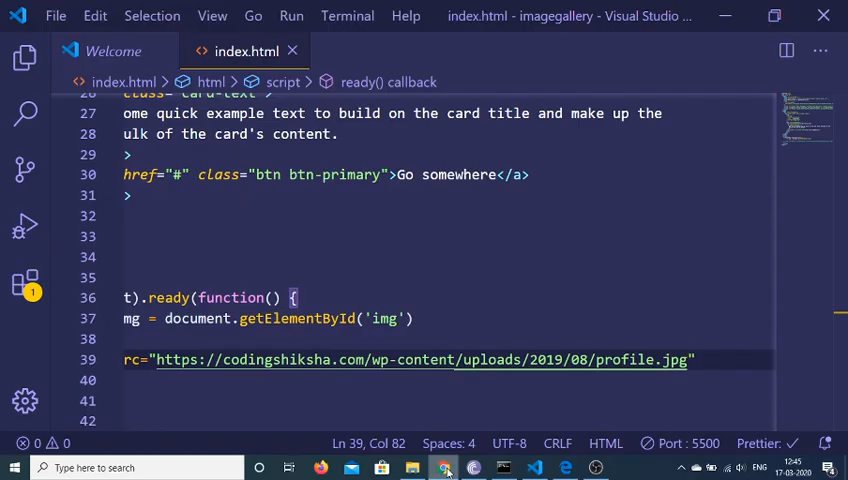 File Edit Selection View Go Run Terminal Help index.html - imagegallery - Visual Studio ...
Welcome index.html
index.html html script ready() callback
26 class="card-text">
27 ome quick example text to build on the card title and make up the
28 ulk of the card's content.
29 >
30 href="#" class="btn btn-primary">Go somewhere</a>
31 >
32
33
34
35
36 t).ready(function() {
37 mg = document.getElementById('img')
38
39 rc="https://codingshiksha.com/wp-content/uploads/2019/08/profile.jpg"
40
41
42
1
0 0 Ln 39, Col 82 Spaces: 4 UTF-8 CRLF HTML Port : 5500 Prettier:
Type here to search ENG 12:45
17-03-2020 4